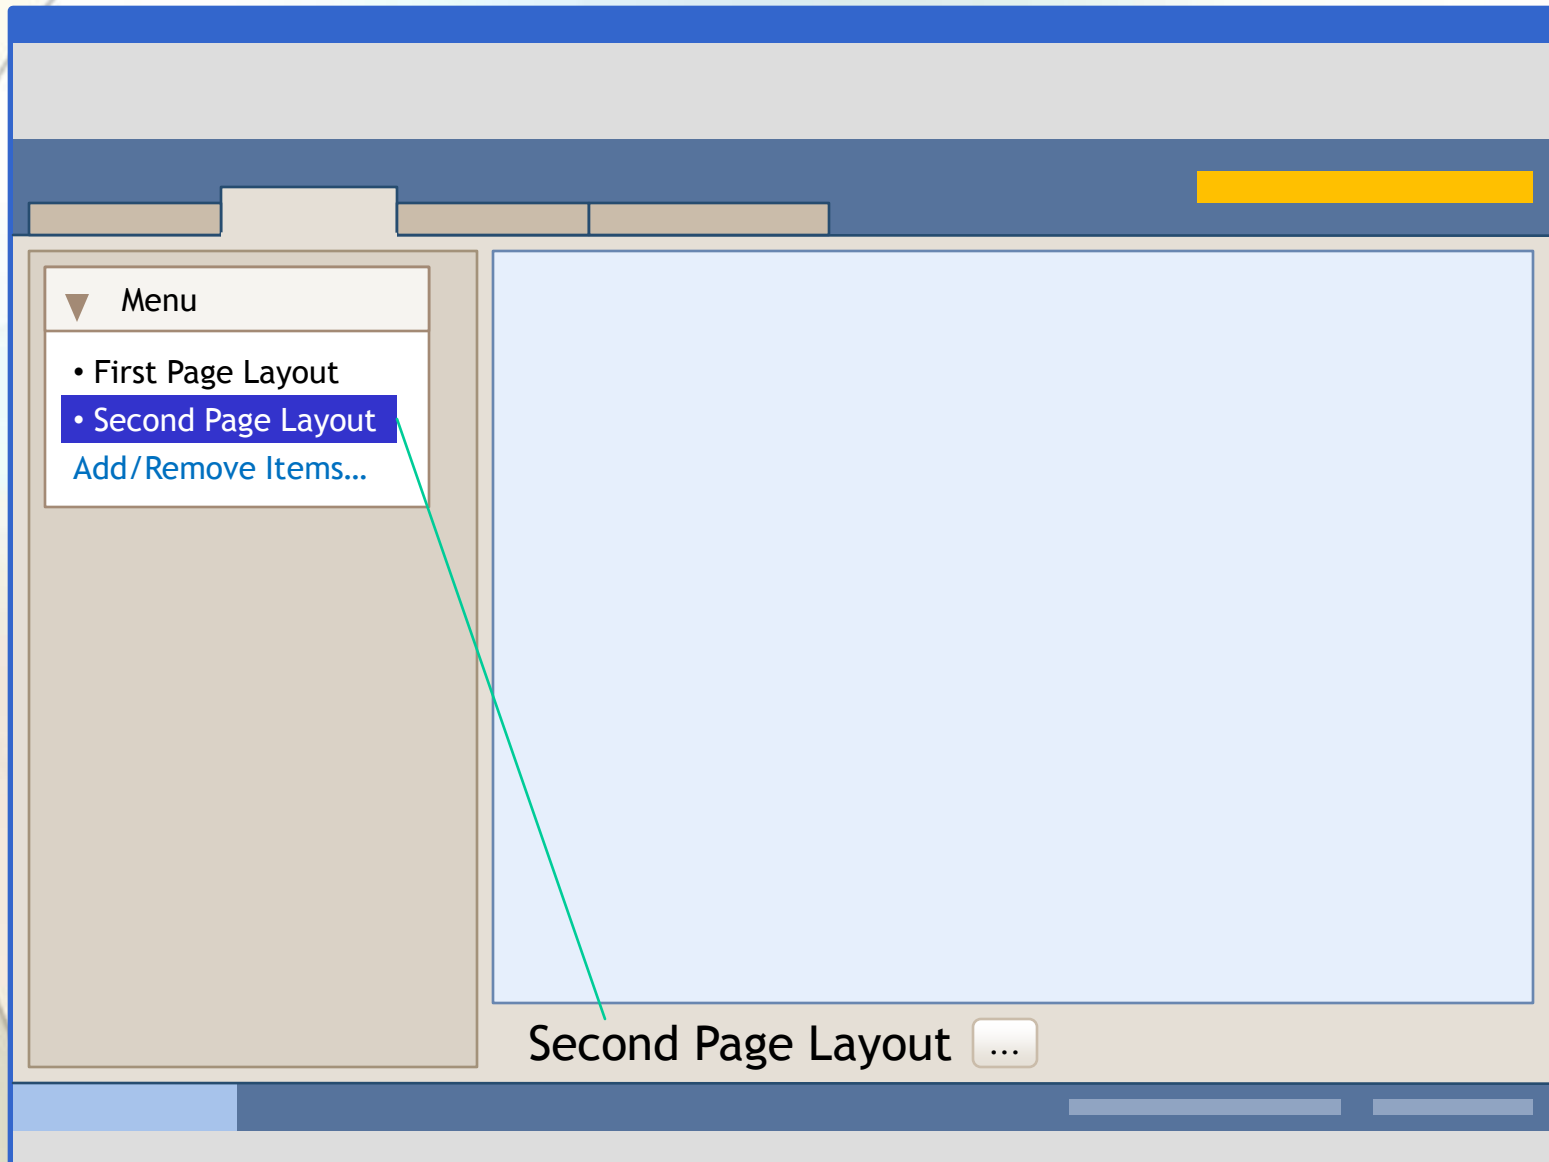 Menu
• First Page Layout
• Second Page Layout
Add/Remove Items…
Second Page Layout
…